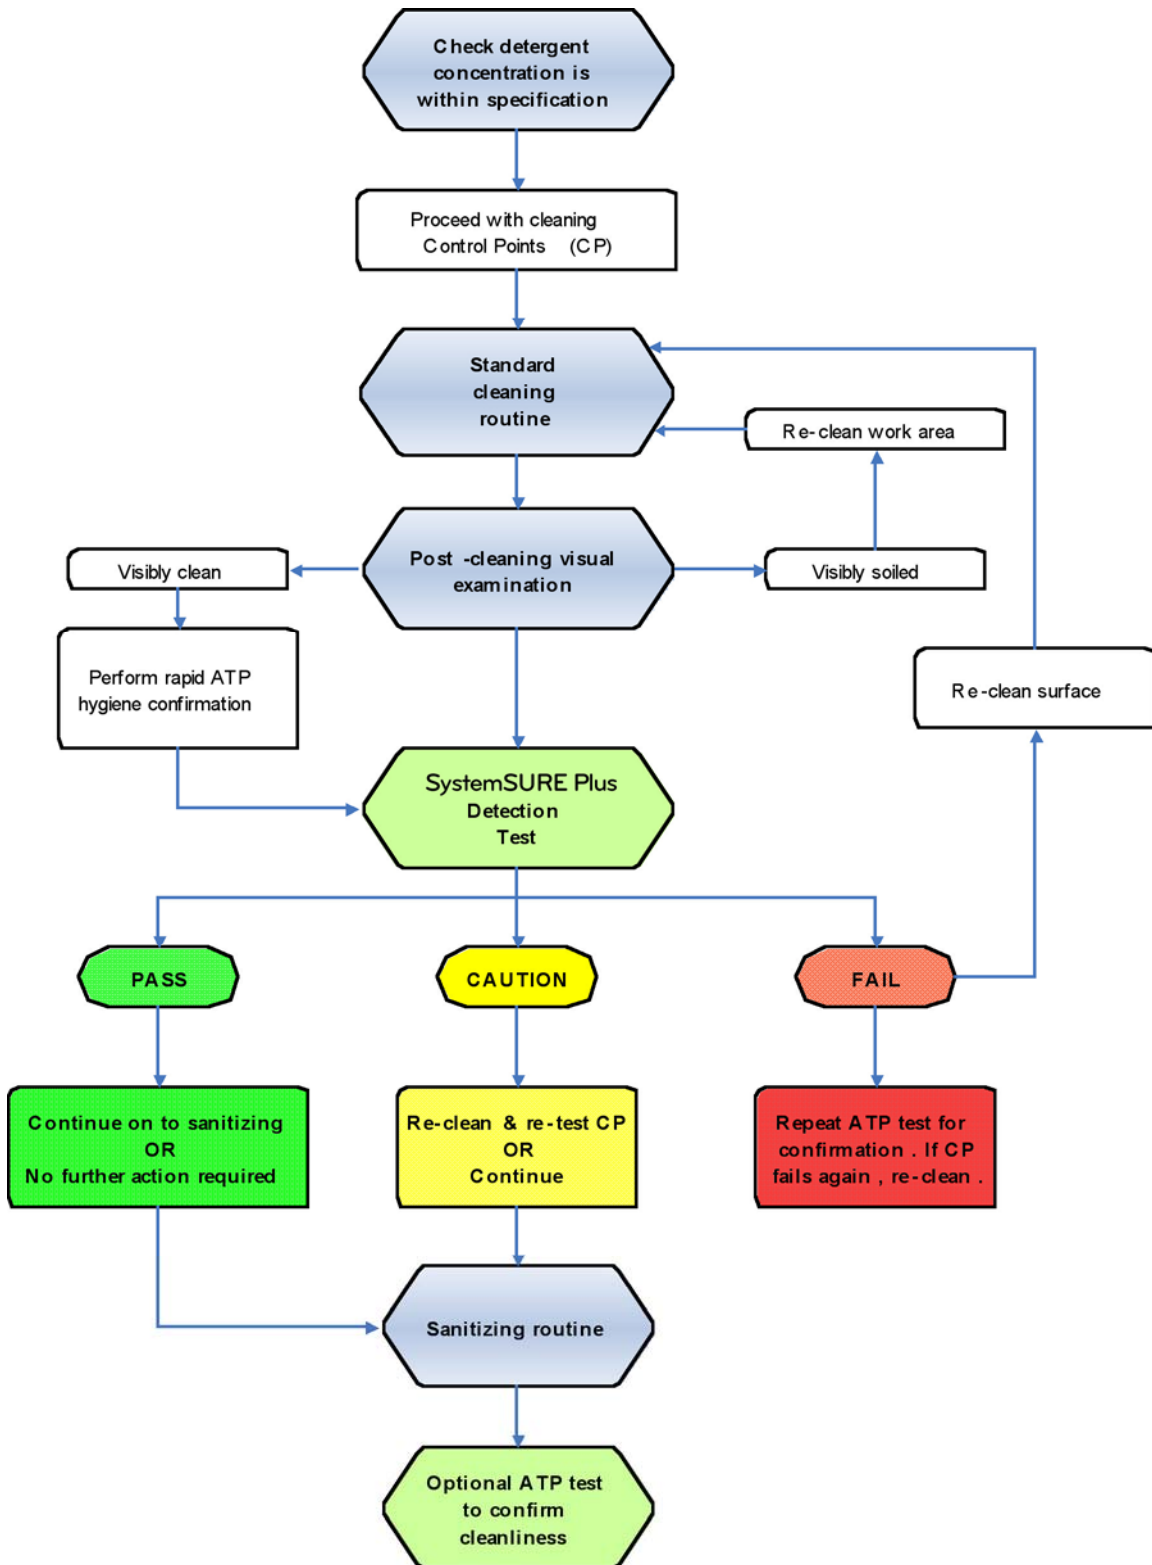 Check detergent
concentration is
within specification
Proceed with cleaning
Control Points (CP)
Standard
cleaning
routine
Re-clean work area
Post -cleaning visual
examination
Visibly clean
Visibly soiled
Perform rapid ATP
hygiene confirmation
Re-clean surface
SystemSURE Plus
Detection
Test
PASS
CAUTION
FAIL
Continue on to sanitizing
OR
No further action required
Re-clean & re-test CP
OR
Continue
Repeat ATP test for
confirmation . If CP
fails again , re-clean .
Sanitizing routine
Optional ATP test
to confirm
cleanliness